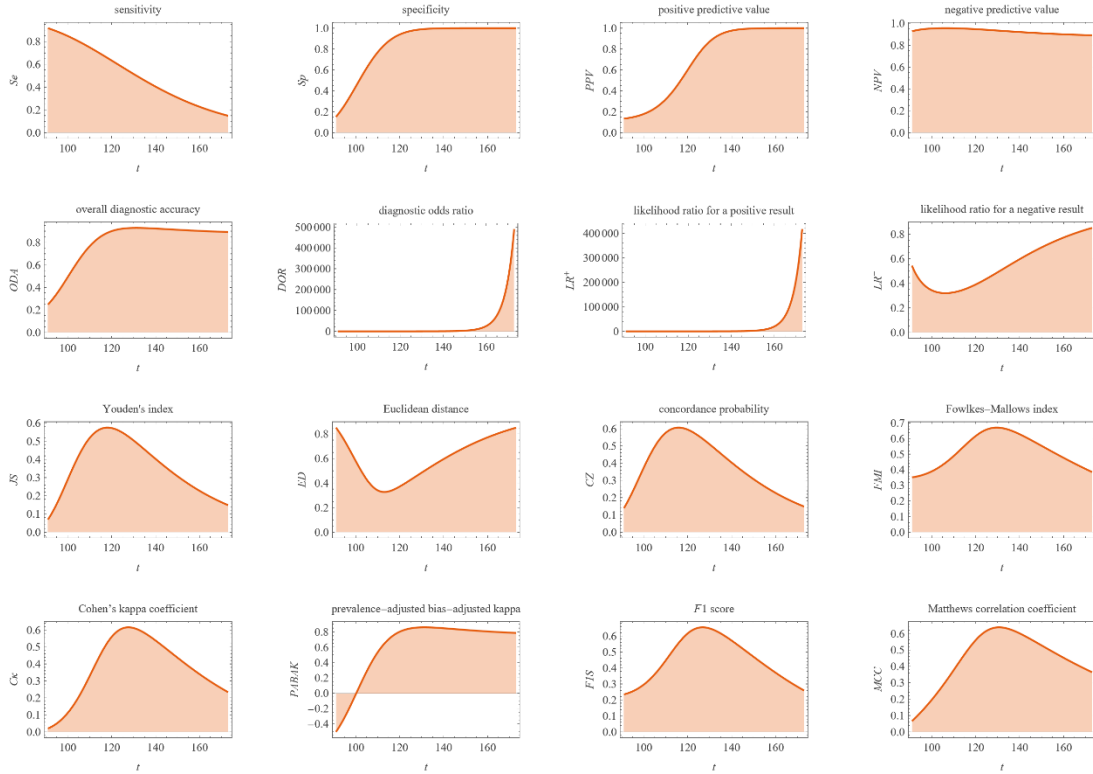 sensitivity
Se
0.0
0.2
0.4
0.6
0.8
100 120 140 160
t
specificity
Sp
0.0
0.2
0.4
0.6
0.8
1.0
100 120 140 160
t
positive predictive value
PPV
0.0
0.2
0.4
0.6
0.8
1.0
100 120 140 160
t
negative predictive value
NPV
0.0
0.2
0.4
0.6
0.8
1.0
100 120 140 160
t
overall diagnostic accuracy
ODA
0.0
0.2
0.4
0.6
0.8
100 120 140 160
t
diagnostic odds ratio
DOR
0
100 000
200 000
300 000
400 000
500 000
100 120 140 160
t
likelihood ratio for a positive result
LR+
0
100 000
200 000
300 000
400 000
100 120 140 160
t
likelihood ratio for a negative result
LR−
0.0
0.2
0.4
0.6
0.8
100 120 140 160
t
Youden's index
JS
0.0
0.1
0.2
0.3
0.4
0.5
0.6
100 120 140 160
t
Euclidean distance
ED
0.0
0.2
0.4
0.6
0.8
100 120 140 160
t
concordance probability
CZ
0.0
0.1
0.2
0.3
0.4
0.5
0.6
100 120 140 160
t
Fowlkes−Mallows index
FMI
0.0
0.1
0.2
0.3
0.4
0.5
0.6
0.7
100 120 140 160
t
Cohen's kappa coefficient
Cκ
0.0
0.1
0.2
0.3
0.4
0.5
0.6
100 120 140 160
t
prevalence−adjusted bias−adjusted kappa
PABAK
−0.4
−0.2
0.0
0.2
0.4
0.6
0.8
100 120 140 160
t
F1 score
F1S
0.0
0.1
0.2
0.3
0.4
0.5
0.6
100 120 140 160
t
Matthews correlation coefficient
MCC
0.0
0.1
0.2
0.3
0.4
0.5
0.6
100 120 140 160
t